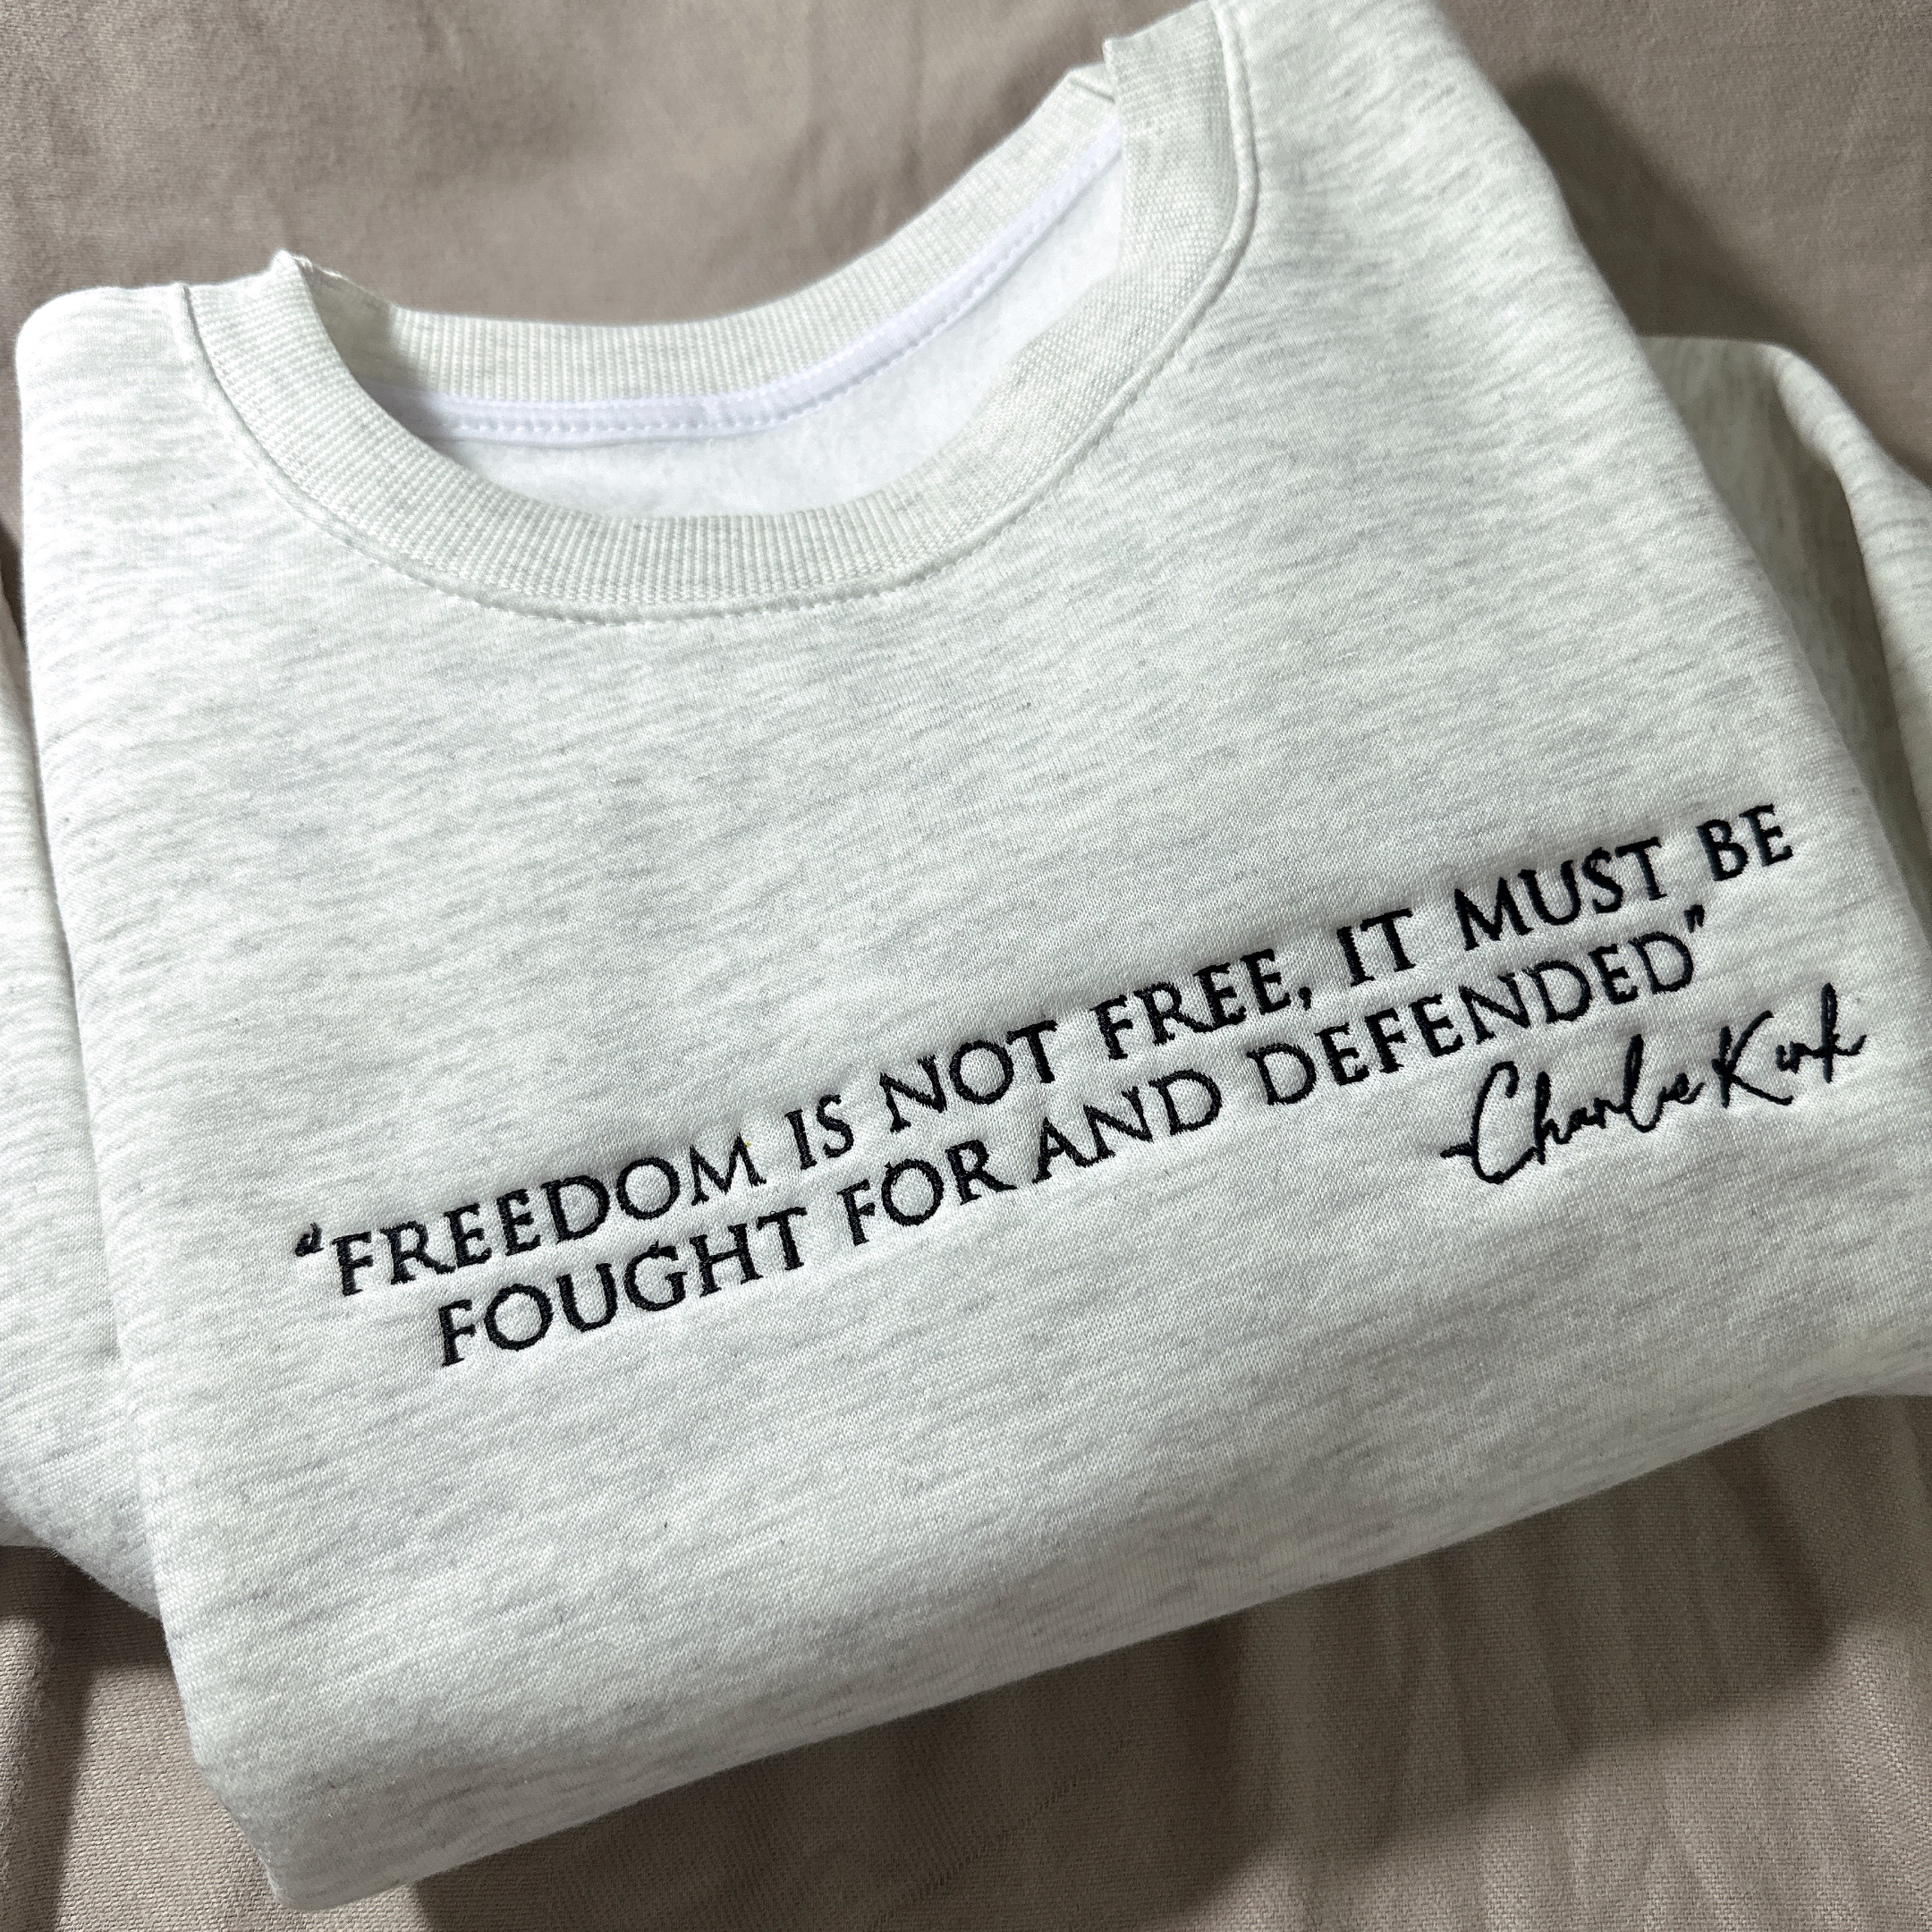 "FREEDOM IS NOT FREE, IT MUST BE
FOUGHT FOR AND DEFENDED"
-Charlie Kirk